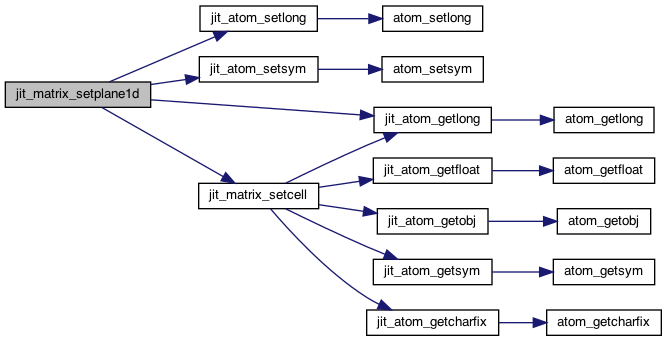 jit_atom_setlong
atom_setlong
jit_atom_setsym
atom_setsym
jit_matrix_setplane1d
jit_atom_getlong
atom_getlong
jit_atom_getfloat
atom_getfloat
jit_matrix_setcell
jit_atom_getobj
atom_getobj
jit_atom_getsym
atom_getsym
jit_atom_getcharfix
atom_getcharfix